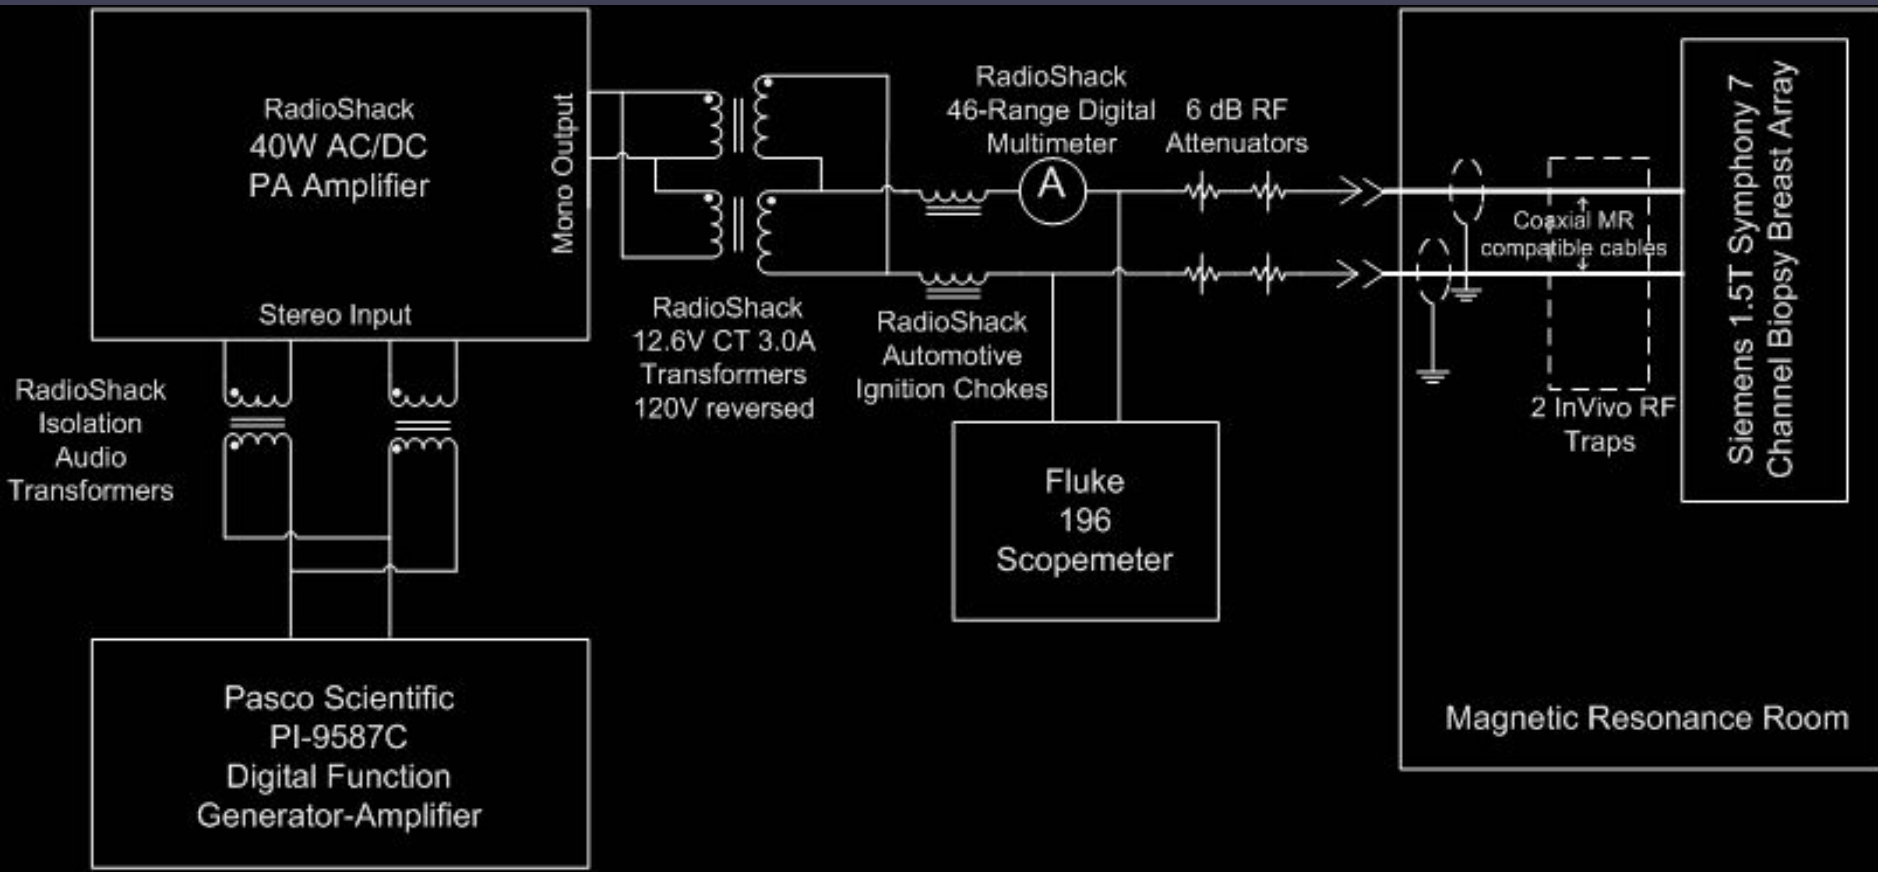 RadioShack
40W AC/DC
PA Amplifier
Mono Output
Stereo Input
RadioShack
Isolation
Audio
Transformers
Pasco Scientific
PI-9587C
Digital Function
Generator-Amplifier
RadioShack
12.6V CT 3.0A
Transformers
120V reversed
RadioShack
Automotive
Ignition Chokes
RadioShack
46-Range Digital
Multimeter
A
6 dB RF
Attenuators
Fluke
196
Scopemeter
Coaxial MR
compatible cables
2 InVivo RF
Traps
Siemens 1.5T Symphony 7
Channel Biopsy Breast Array
Magnetic Resonance Room